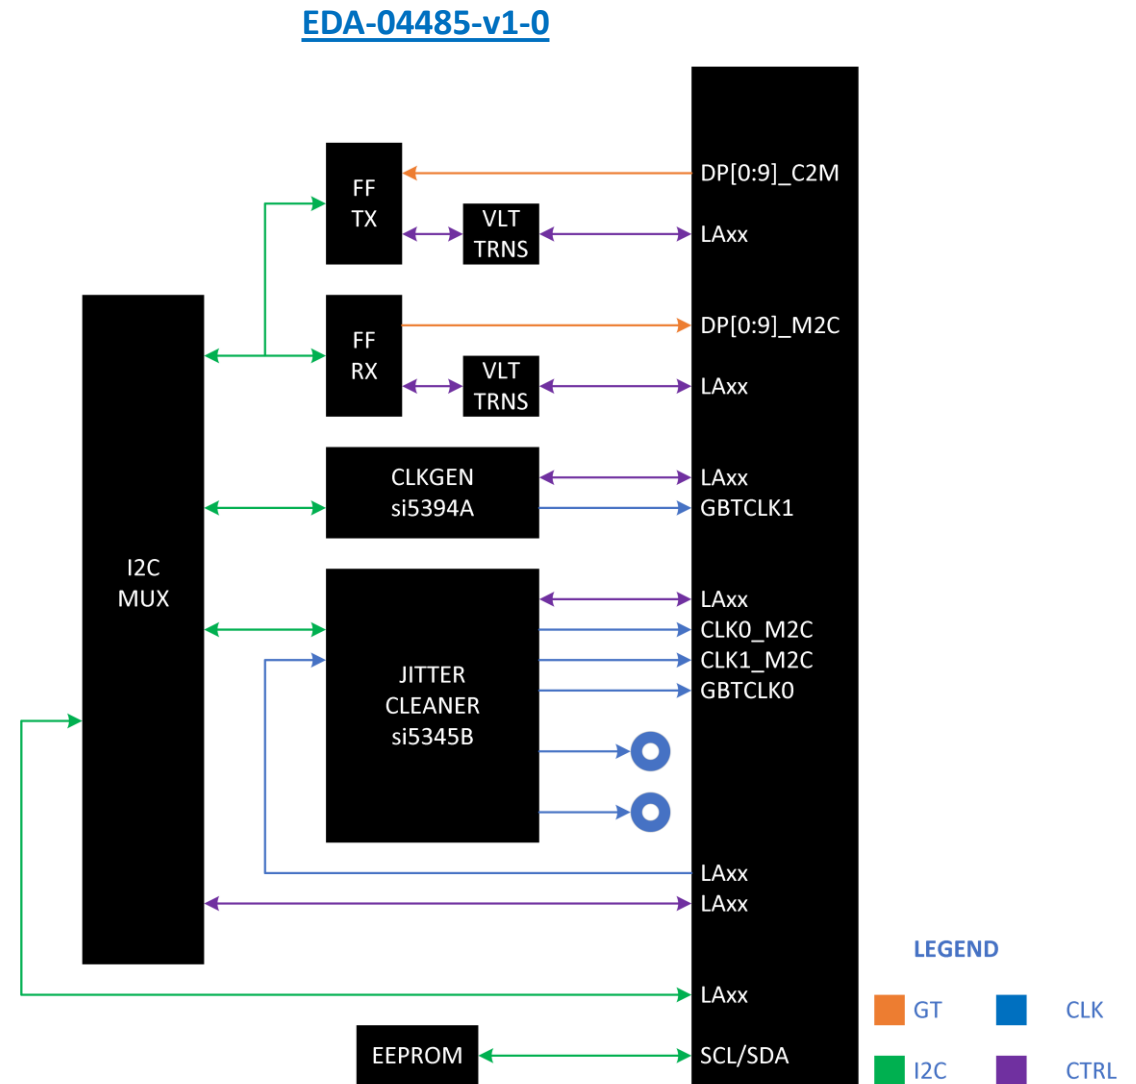 EDA-04485-v1-0
FF
TX
DP[0:9]_C2M
VLT
TRNS
LAxx
FF
RX
DP[0:9]_M2C
VLT
TRNS
LAxx
CLKGEN
si5394A
LAxx
GBTCLK1
I2C
MUX
JITTER
CLEANER
si5345B
LAxx
CLK0_M2C
CLK1_M2C
GBTCLK0
LAxx
LAxx
LAxx
EEPROM
SCL/SDA
LEGEND
GT
CLK
I2C
CTRL